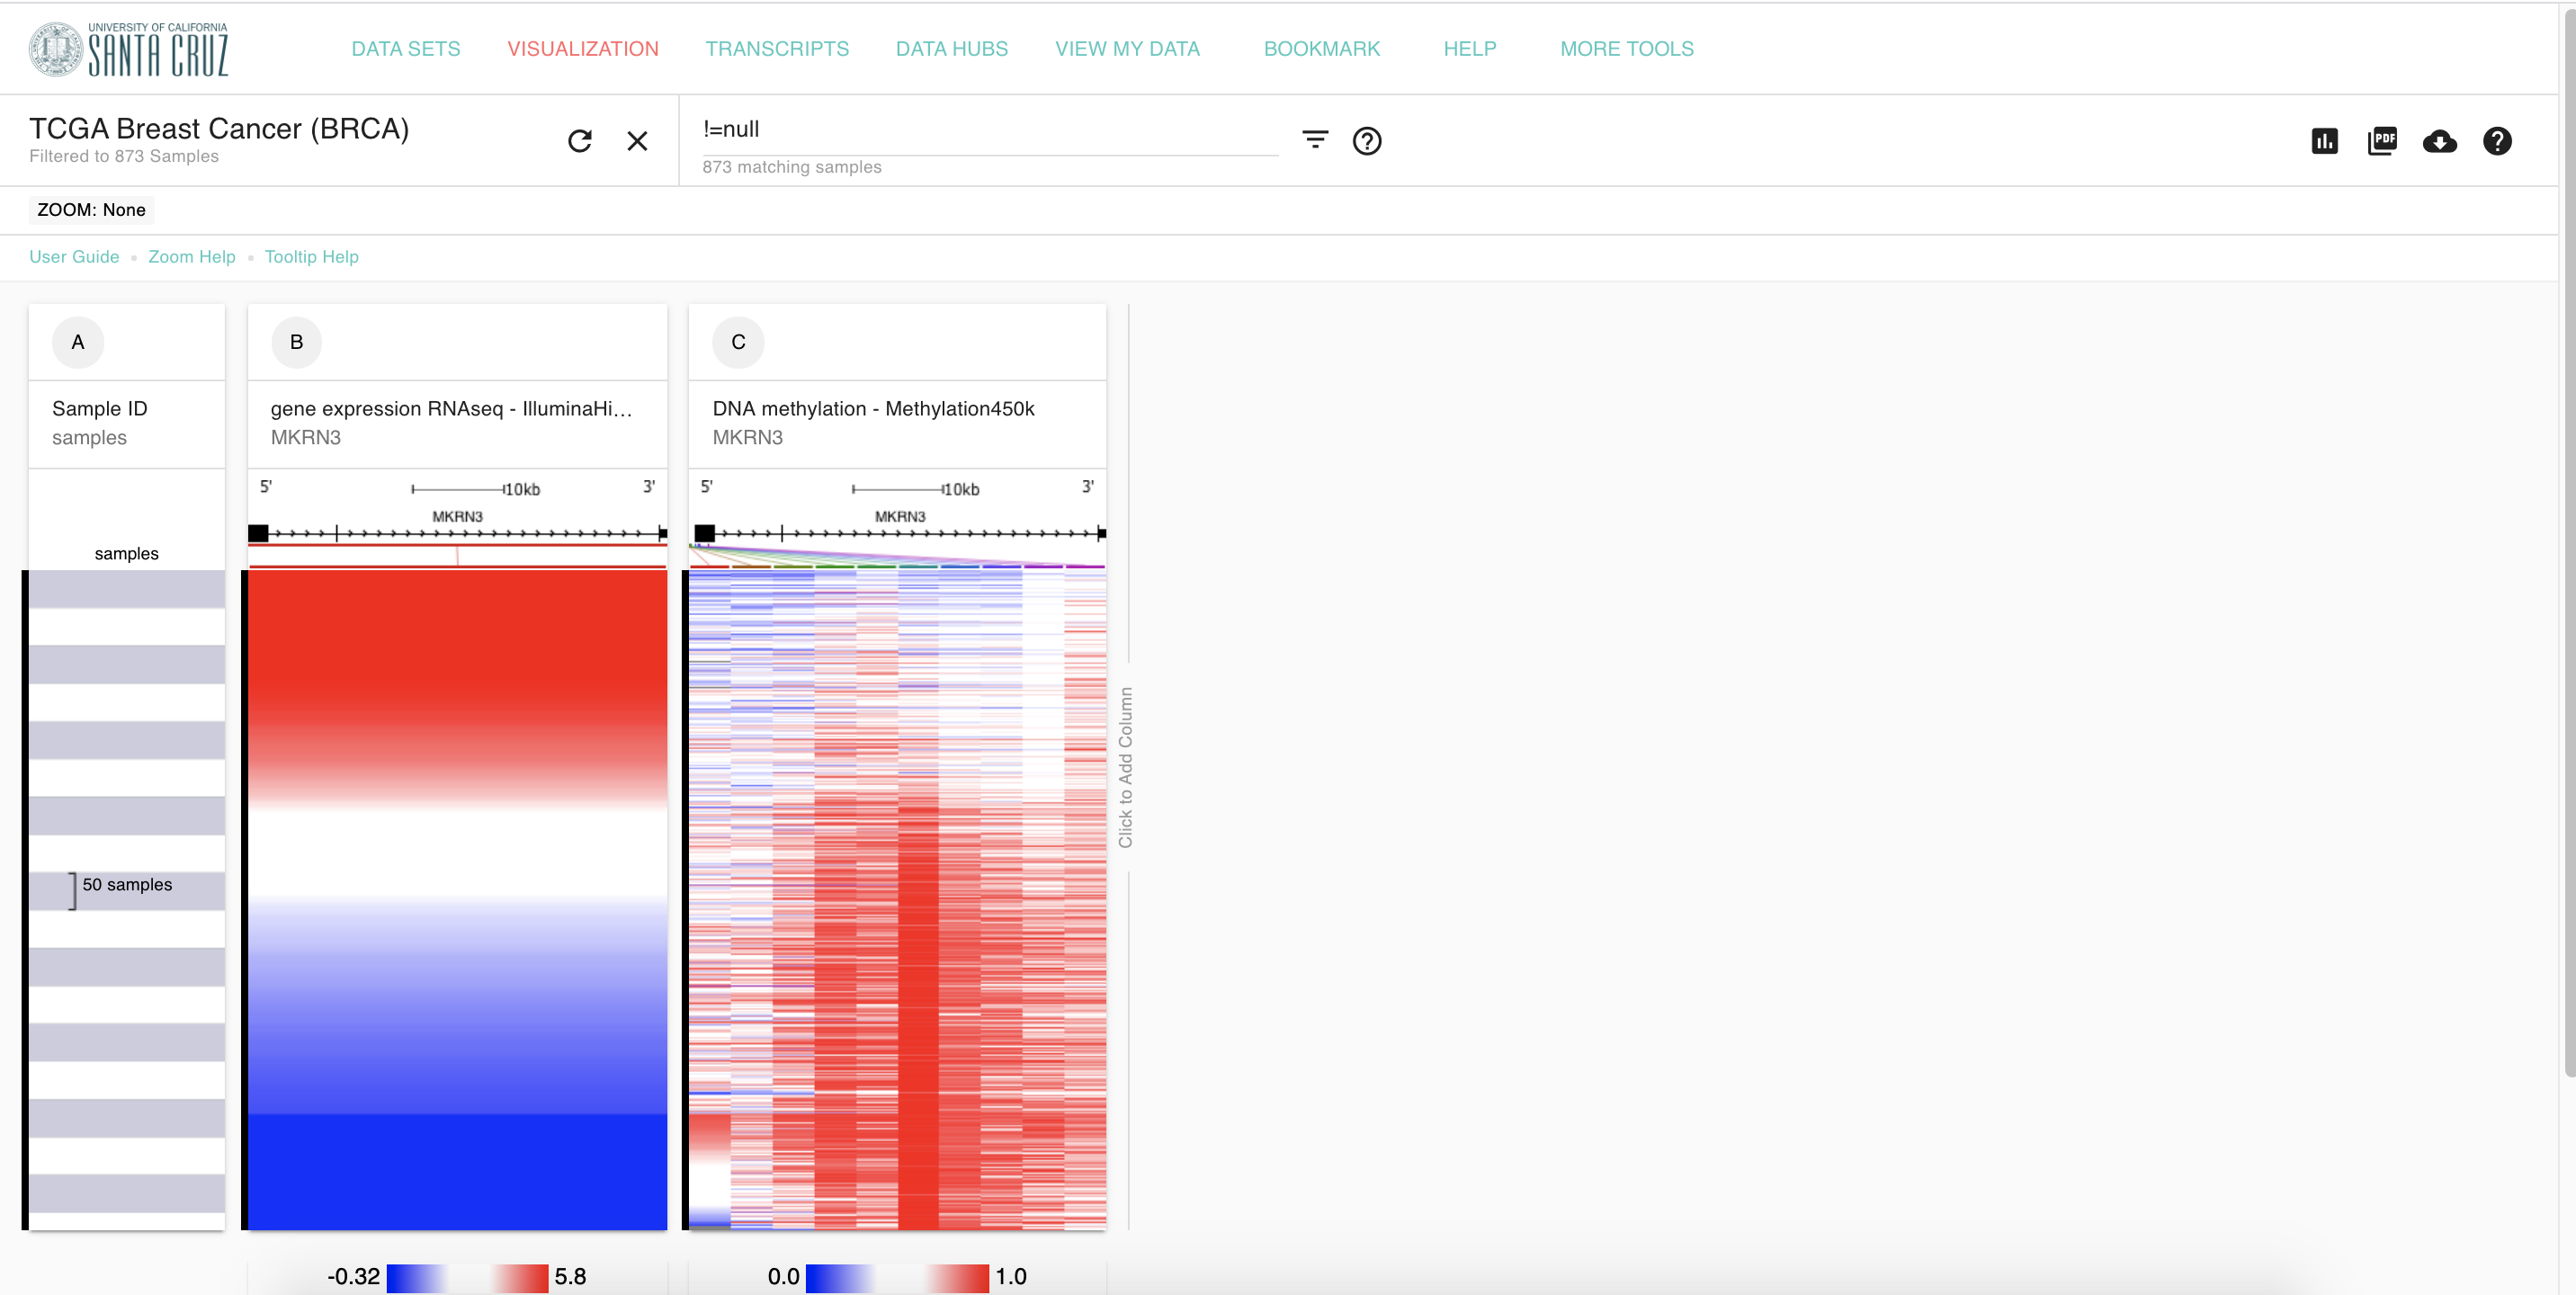 UNIVERSITY OF CALIFORNIA
SANTA CRUZ
DATA SETS VISUALIZATION TRANSCRIPTS DATA HUBS VIEW MY DATA BOOKMARK HELP MORE TOOLS
TCGA Breast Cancer (BRCA)
Filtered to 873 Samples
!=null
873 matching samples
PDF
ZOOM: None
User Guide Zoom Help Tooltip Help
A
Sample ID
samples
samples
50 samples
B
gene expression RNAseq - IlluminaHi...
MKRN3
5' 10kb 3'
MKRN3
-0.32 5.8
C
DNA methylation - Methylation450k
MKRN3
5' 10kb 3'
MKRN3
0.0 1.0
Click to Add Column